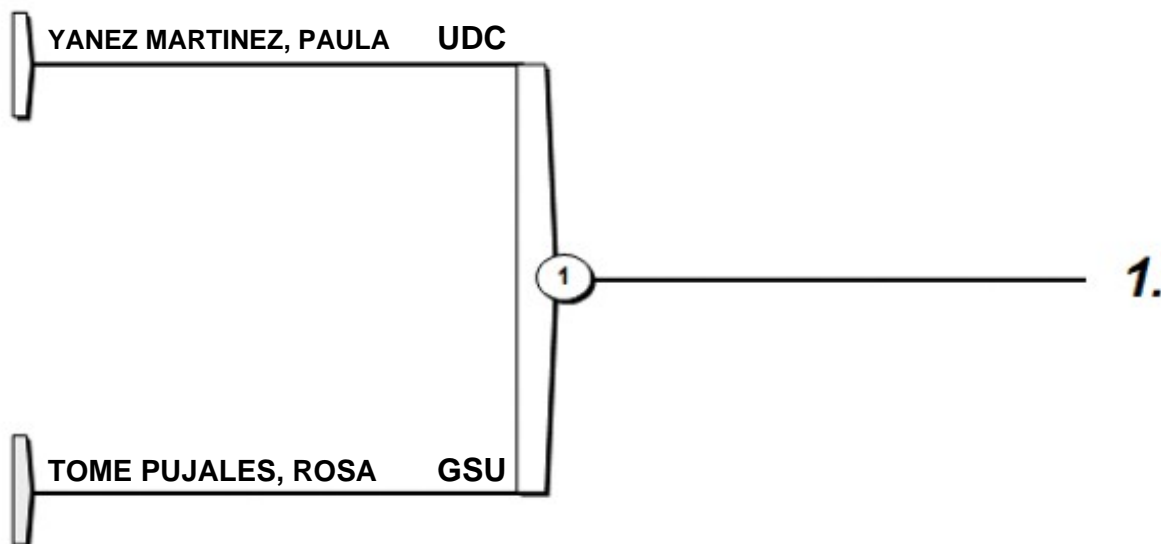 YANEZ MARTINEZ, PAULA UDC
1
1.
TOME PUJALES, ROSA GSU